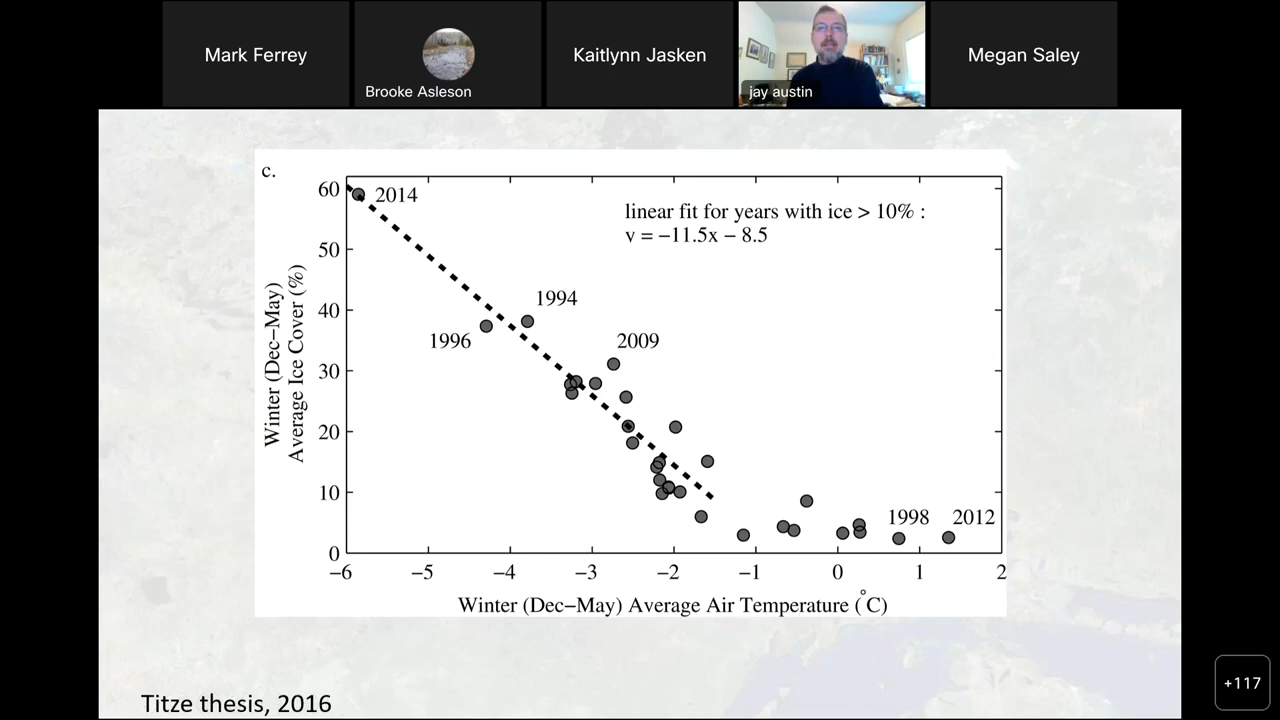 Mark Ferrey
Brooke Asleson
Kaitlynn Jasken
jay austin
Megan Saley
c.
2014
linear fit for years with ice > 10% :
v = −11.5x − 8.5
1994
1996
2009
1998
2012
60
50
40
30
20
10
0
Winter (Dec−May)
Average Ice Cover (%)
−6 −5 −4 −3 −2 −1 0 1 2
Winter (Dec−May) Average Air Temperature (°C)
Titze thesis, 2016
+117